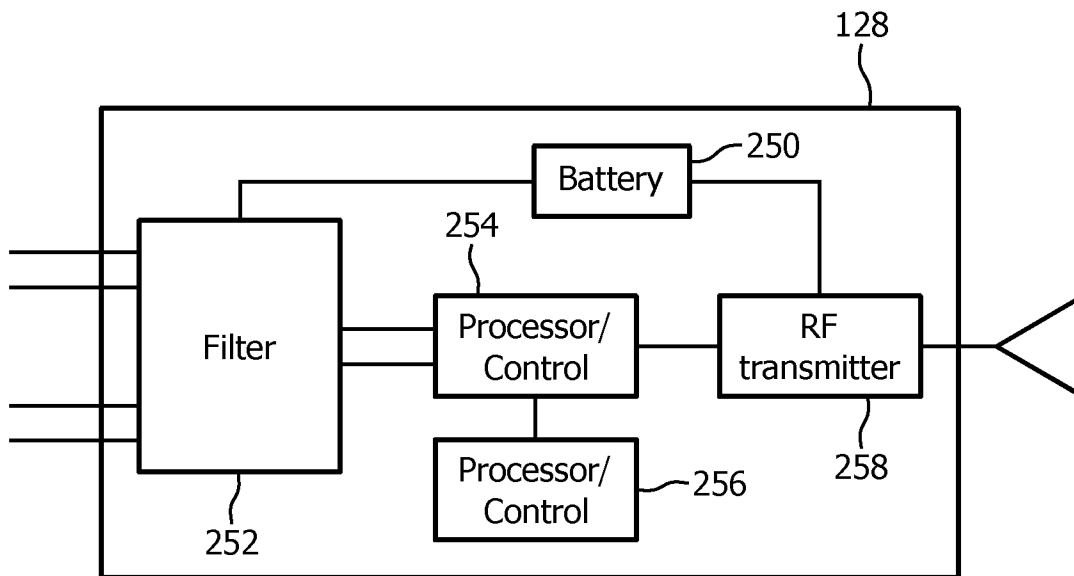 128
250
Battery
254
Filter
Processor/
Control
RF
transmitter
Processor/
Control
256
258
252